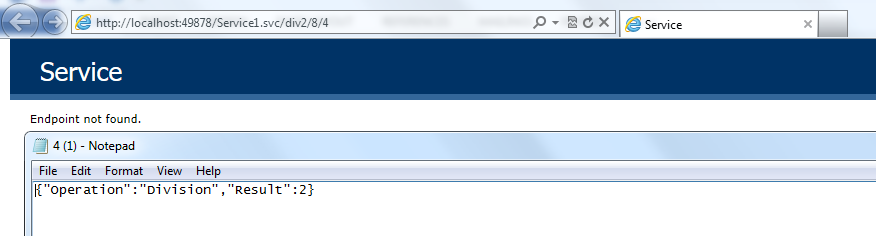 http://localhost:49878/Service1.svc/div2/8/4
Service
Service
Endpoint not found.
4 (1) - Notepad
File Edit Format View Help
{"Operation":"Division","Result":2}